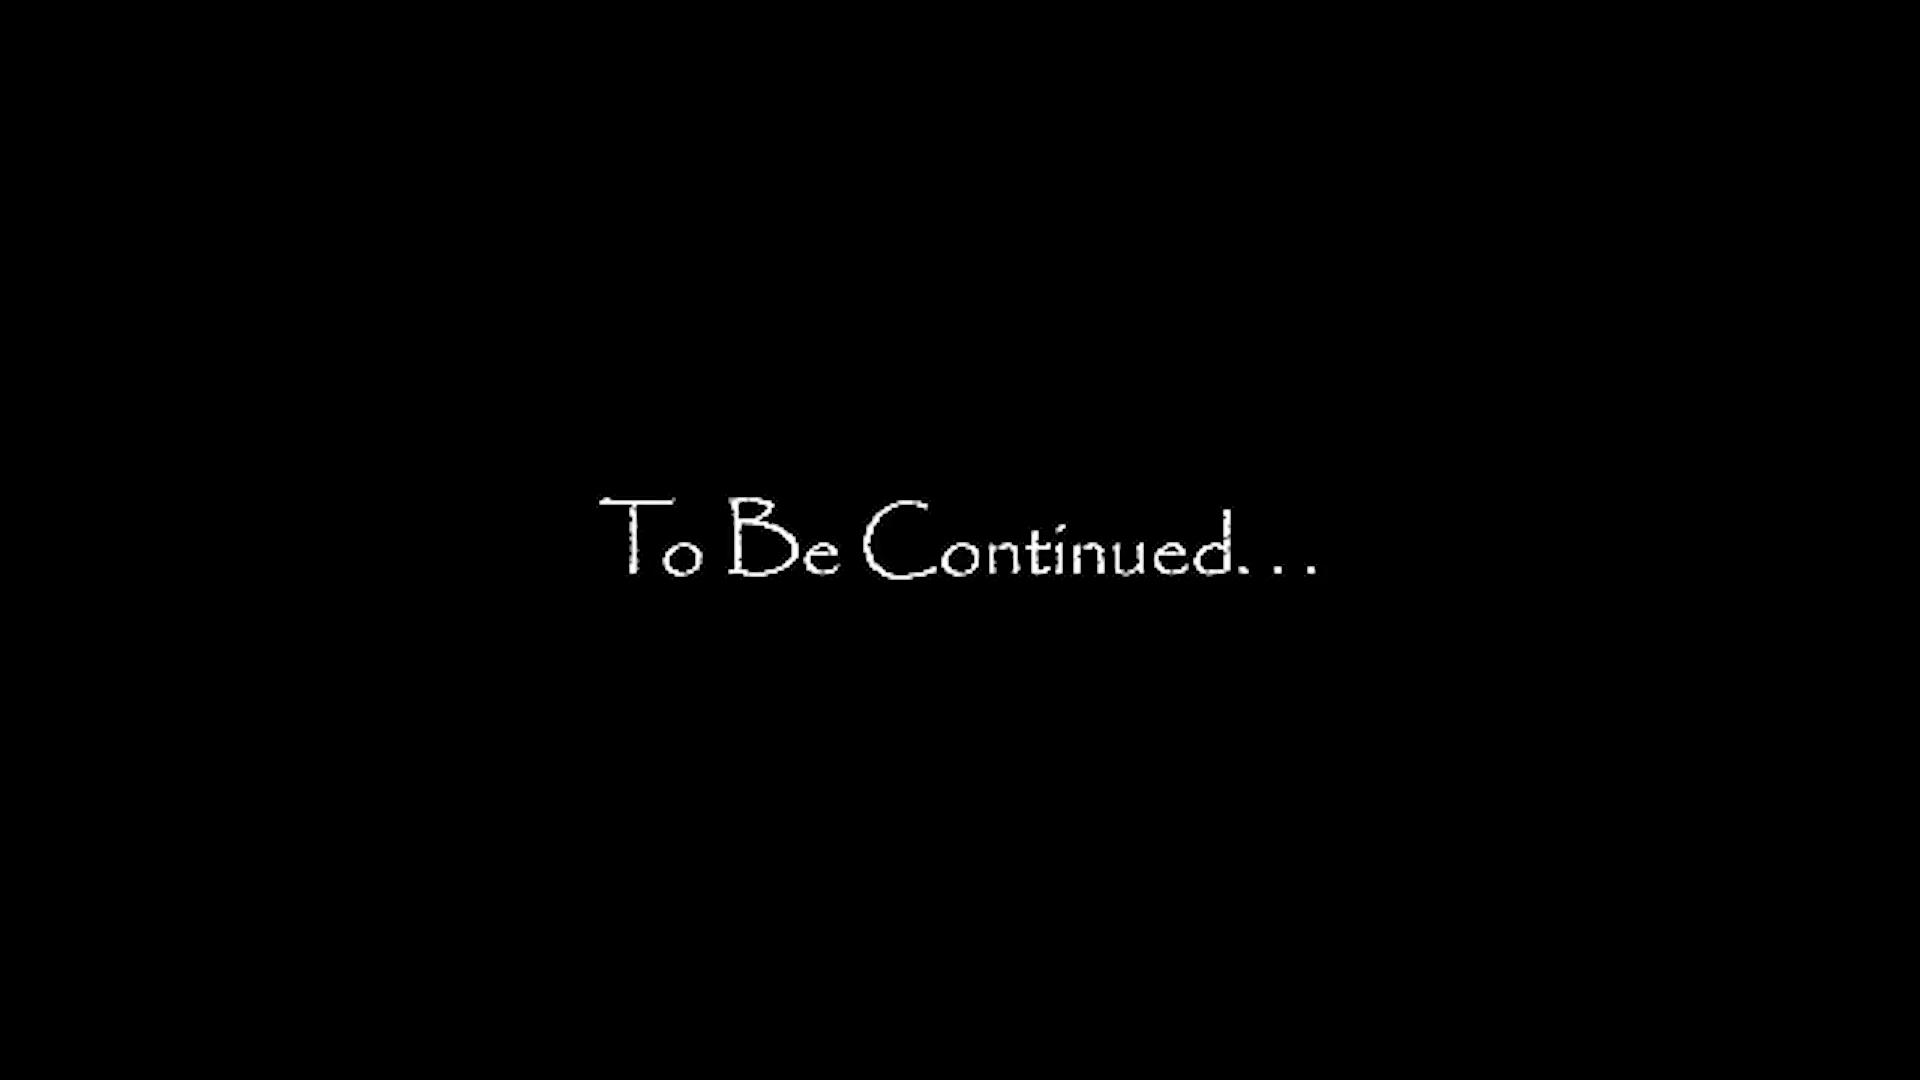 To Be Continued. . .